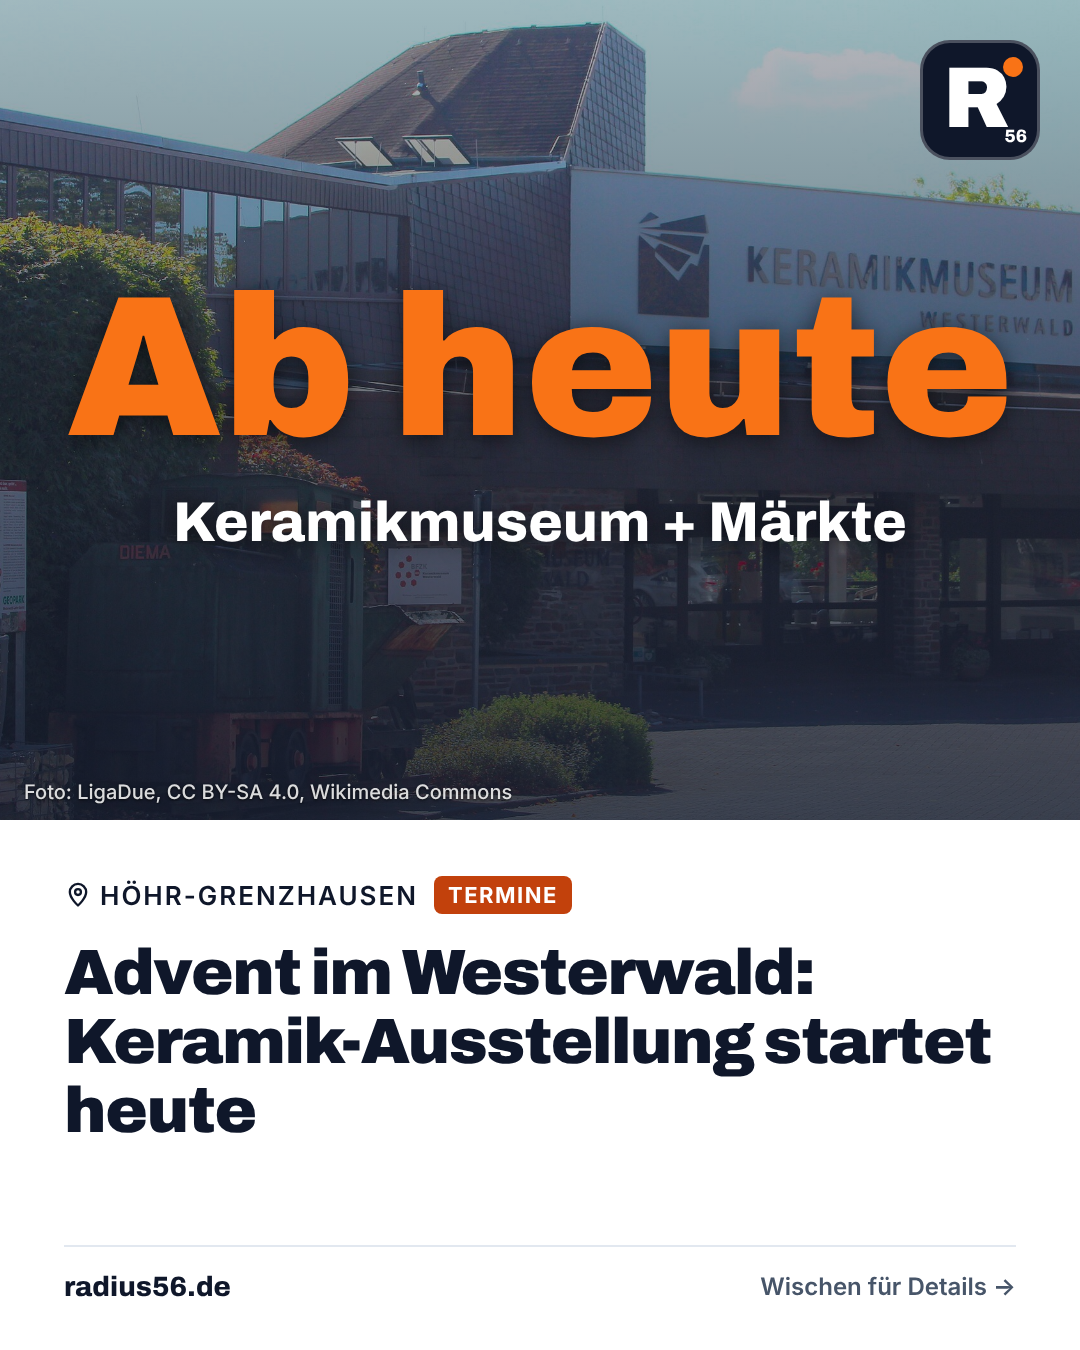 R
56
KERAMIKMUSEUM
WESTERWALD
Ab heute
Keramikmuseum + Märkte
DIEMA
GEOPARK
Foto: LigaDue, CC BY-SA 4.0, Wikimedia Commons
HÖHR-GRENZHAUSEN
TERMINE
Advent im Westerwald:
Keramik-Ausstellung startet
heute
radius56.de
Wischen für Details →